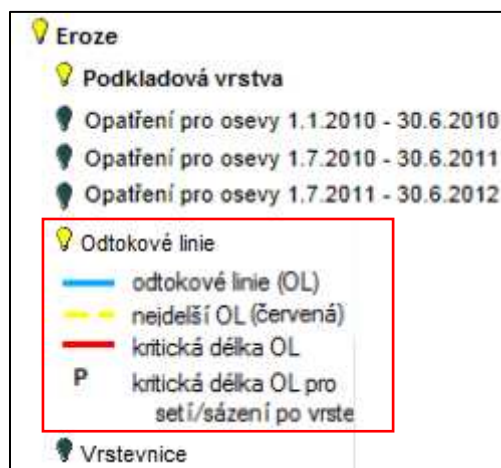 Eroze
Podkladová vrstva
Opatření pro osevy 1.1.2010 - 30.6.2010
Opatření pro osevy 1.7.2010 - 30.6.2011
Opatření pro osevy 1.7.2011 - 30.6.2012
Odtokové linie
odtokové linie (OL)
nejdelší OL (červená)
kritická délka OL
P kritická délka OL pro
setí/sázení po vrste
Vrstevnice